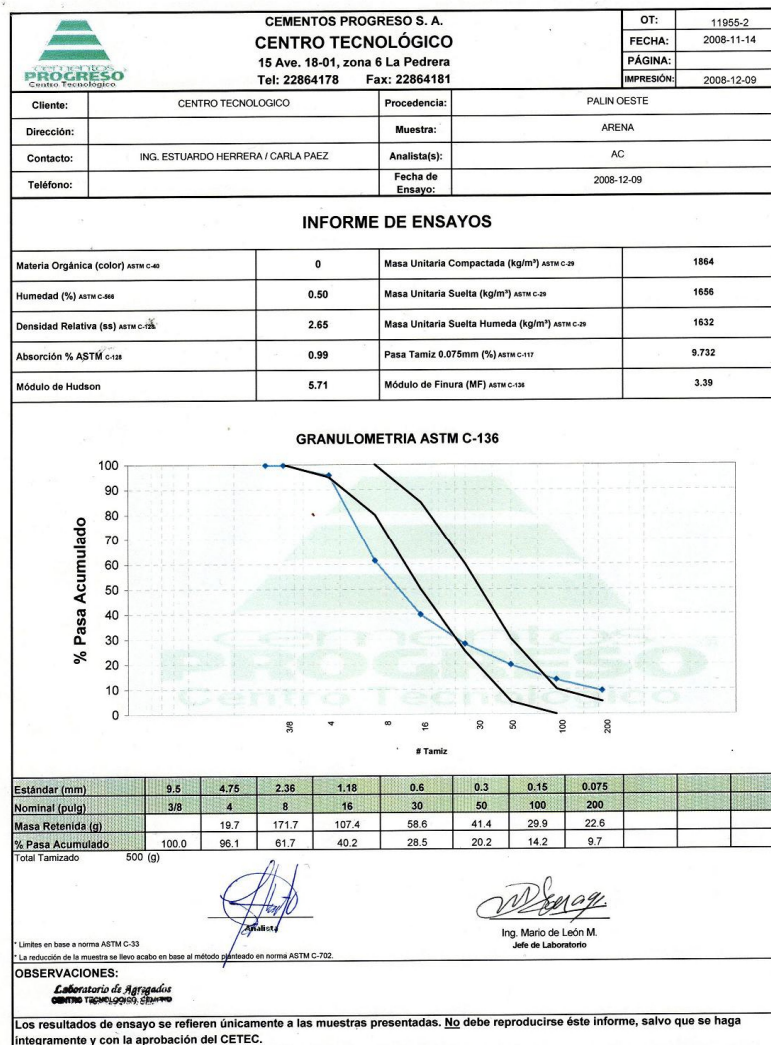 CEMENTOS PROGRESO S. A.
CENTRO TECNOLÓGICO
15 Ave. 18-01, zona 6 La Pedrera
Tel: 22864178 Fax: 22864181
cementos
PROGRESO
Centro Tecnológico
OT: 11955-2
FECHA: 2008-11-14
PÁGINA:
IMPRESIÓN: 2008-12-09
Cliente: CENTRO TECNOLOGICO Procedencia: PALIN OESTE
Dirección: Muestra: ARENA
Contacto: ING. ESTUARDO HERRERA / CARLA PAEZ Analista(s): AC
Teléfono: Fecha de Ensayo: 2008-12-09
INFORME DE ENSAYOS
Materia Orgánica (color) ASTM C-40 0 Masa Unitaria Compactada (kg/m³) ASTM C-29 1864
Humedad (%) ASTM C-566 0.50 Masa Unitaria Suelta (kg/m³) ASTM C-29 1656
Densidad Relativa (ss) ASTM C-128 2.65 Masa Unitaria Suelta Humeda (kg/m³) ASTM C-29 1632
Absorción % ASTM C-128 0.99 Pasa Tamiz 0.075mm (%) ASTM C-117 9.732
Módulo de Hudson 5.71 Módulo de Finura (MF) ASTM C-136 3.39
GRANULOMETRIA ASTM C-136
% Pasa Acumulado
100
90
80
70
60
50
40
30
20
10
0
cementos
PROGRESO
Centro Tecnológico
3/8 4 8 16 30 50 100 200
# Tamiz
Estándar (mm) 9.5 4.75 2.36 1.18 0.6 0.3 0.15 0.075
Nominal (pulg) 3/8 4 8 16 30 50 100 200
Masa Retenida (g) 19.7 171.7 107.4 58.6 41.4 29.9 22.6
% Pasa Acumulado 100.0 96.1 61.7 40.2 28.5 20.2 14.2 9.7
Total Tamizado 500 (g)
Analista
Ing. Mario de León M.
Jefe de Laboratorio
* Limites en base a norma ASTM C-33
* La reducción de la muestra se llevo acabo en base al método planteado en norma ASTM C-702.
OBSERVACIONES:
Laboratorio de Agregados
CENTRO TECNOLOGICO, CEMPRO
Los resultados de ensayo se refieren únicamente a las muestras presentadas. No debe reproducirse éste informe, salvo que se haga
integramente y con la aprobación del CETEC.